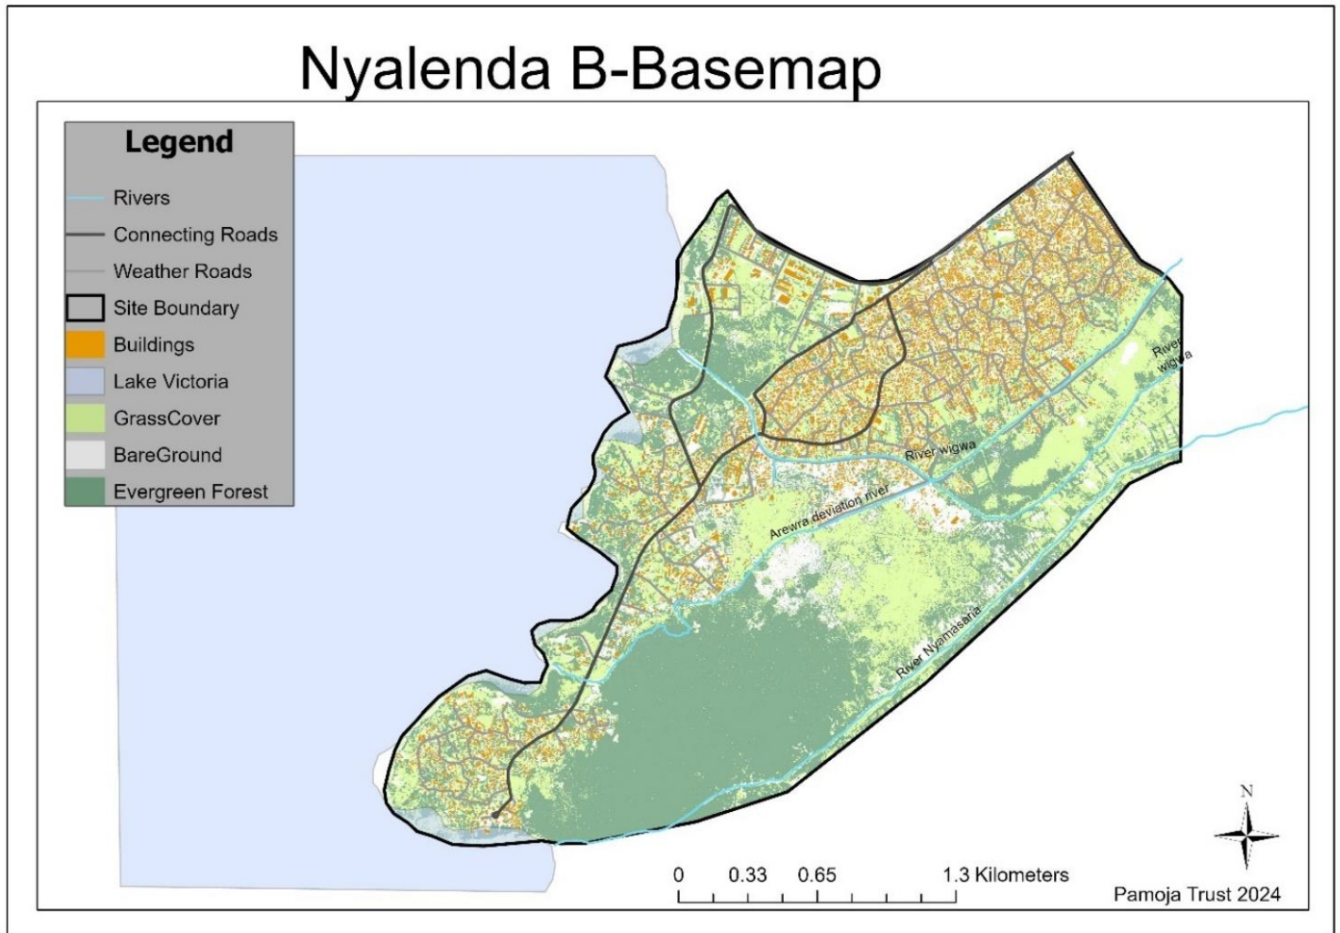 Nyalenda B-Basemap
Legend
Rivers
Connecting Roads
Weather Roads
Site Boundary
Buildings
Lake Victoria
GrassCover
BareGround
Evergreen Forest
River
wigwa
River wigwa
Arewra deviation river
River Nyamasaria
N
0 0.33 0.65 1.3 Kilometers
Pamoja Trust 2024